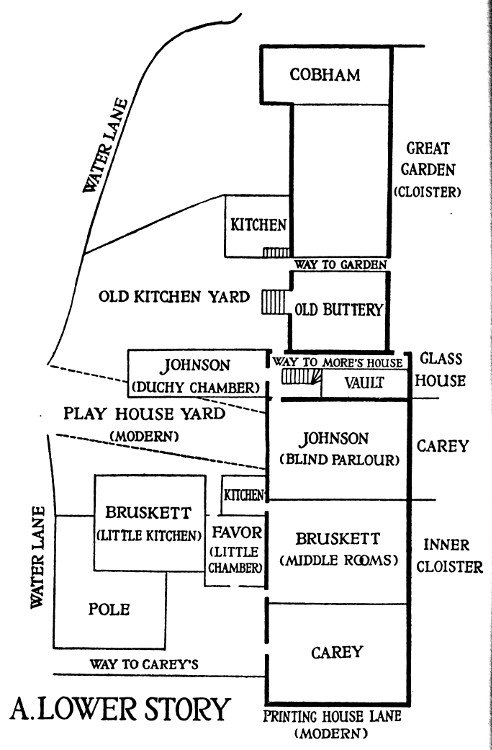 COBHAM
WATER LANE
GREAT
GARDEN
(CLOISTER)
KITCHEN
WAY TO GARDEN
OLD KITCHEN YARD
OLD BUTTERY
WAY TO MORE'S HOUSE
GLASS
HOUSE
JOHNSON
(DUCHY CHAMBER)
VAULT
PLAY HOUSE YARD
(MODERN)
JOHNSON
(BLIND PARLOUR)
CAREY
KITCHEN
BRUSKETT
(LITTLE KITCHEN)
FAVOR
(LITTLE
CHAMBER)
BRUSKETT
(MIDDLE ROOMS)
INNER
CLOISTER
WATER LANE
POLE
CAREY
WAY TO CAREY'S
A. LOWER STORY
PRINTING HOUSE LANE
(MODERN)